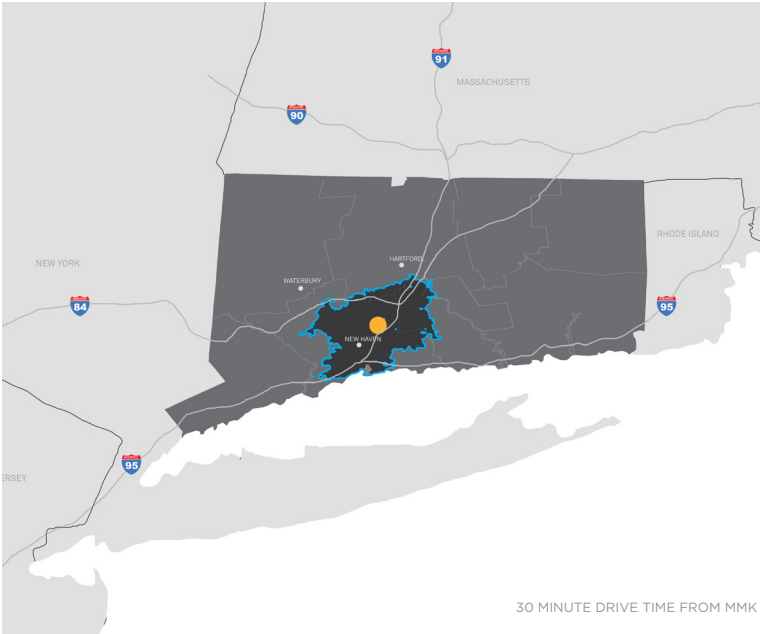 91
MASSACHUSETTS
90
RHODE ISLAND
HARTFORD
NEW YORK
WATERBURY
84
95
NEW HAVEN
95
ERSEY
30 MINUTE DRIVE TIME FROM MMK